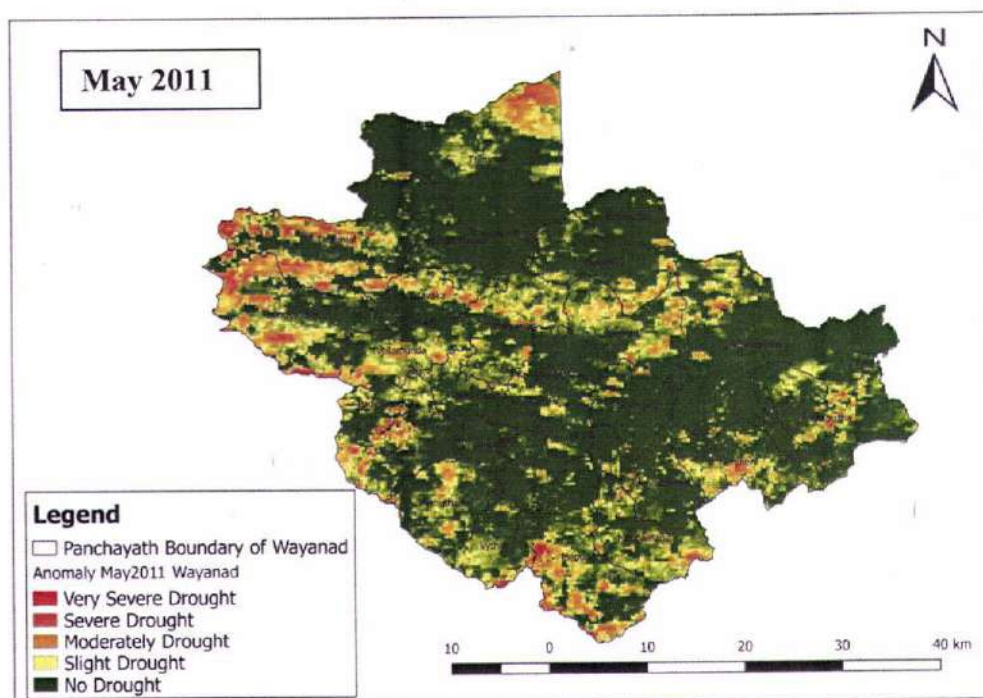 May 2011
N
Legend
Panchayath Boundary of Wayanad
Anomaly May2011 Wayanad
Very Severe Drought
Severe Drought
Moderately Drought
Slight Drought
No Drought
10 0 10 20 30 40 km